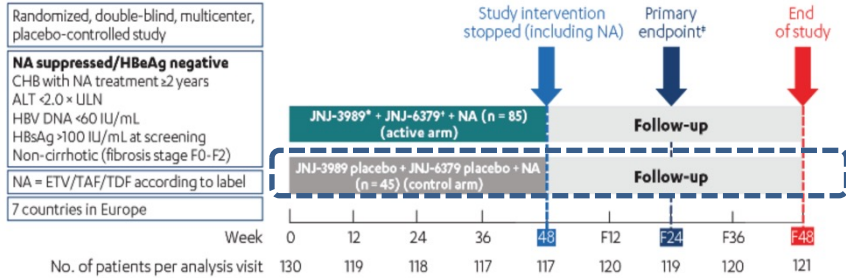 Randomized, double-blind, multicenter,
placebo-controlled study
NA suppressed/HBeAg negative
CHB with NA treatment ≥2 years
ALT <2.0 × ULN
HBV DNA <60 IU/mL
HBsAg >100 IU/mL at screening
Non-cirrhotic (fibrosis stage F0-F2)
NA = ETV/TAF/TDF according to label
7 countries in Europe
Study intervention
stopped (including NA)
Primary
endpoint‡
End
of study
JNJ-3989* + JNJ-6379† + NA (n = 85)
(active arm)
Follow-up
JNJ-3989 placebo + JNJ-6379 placebo + NA
(n = 45) (control arm)
Follow-up
Week 0 12 24 36 48 F12 F24 F36 F48
No. of patients per analysis visit 130 119 118 117 117 120 119 120 121